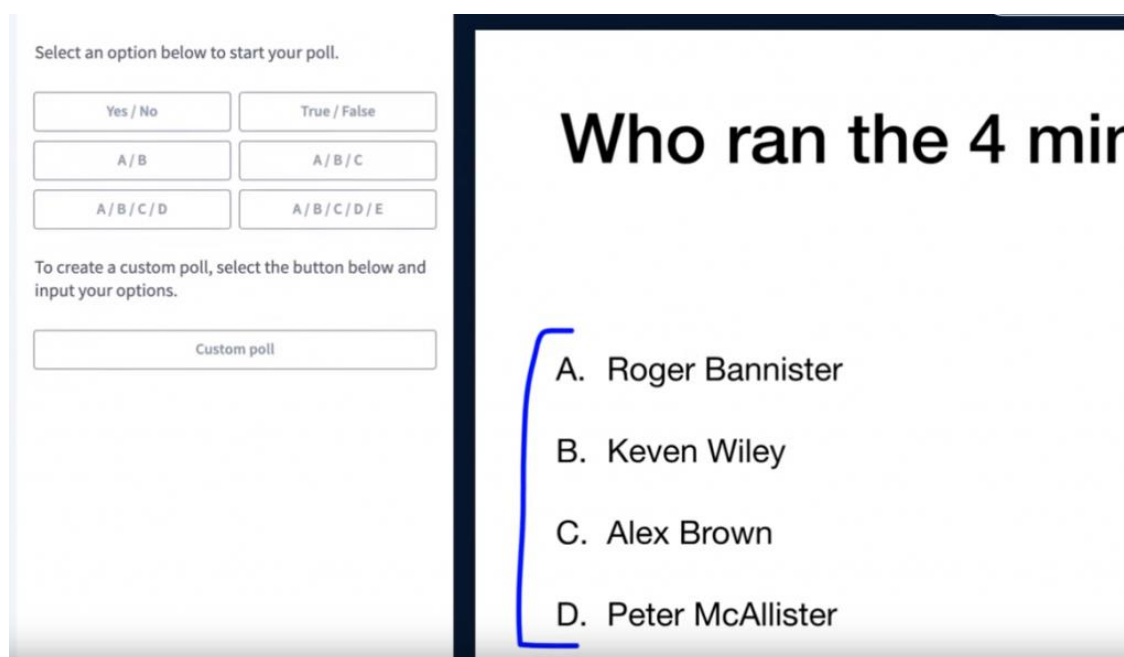 Select an option below to start your poll.
Yes / No
True / False
A / B
A / B / C
A / B / C / D
A / B / C / D / E
To create a custom poll, select the button below and
input your options.
Custom poll
Who ran the 4
A. Roger Bannister
B. Keven Wiley
C. Alex Brown
D. Peter McAllister